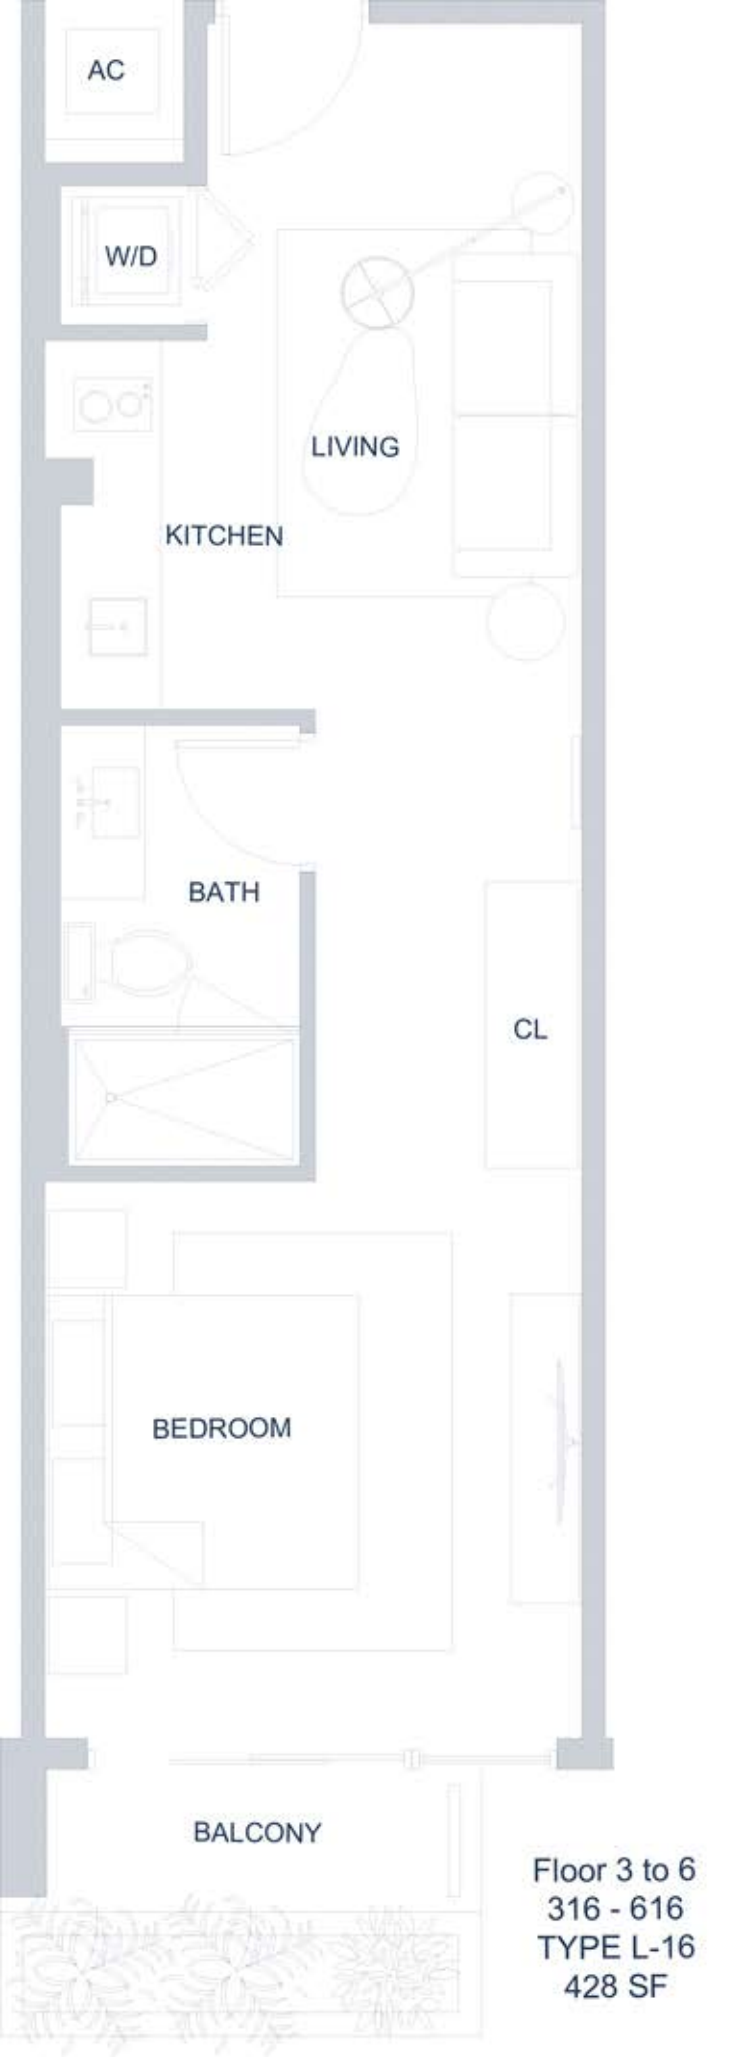 AC
W/D
LIVING
KITCHEN
BATH
CL
BEDROOM
BALCONY
Floor 3 to 6
316 - 616
TYPE L-16
428 SF